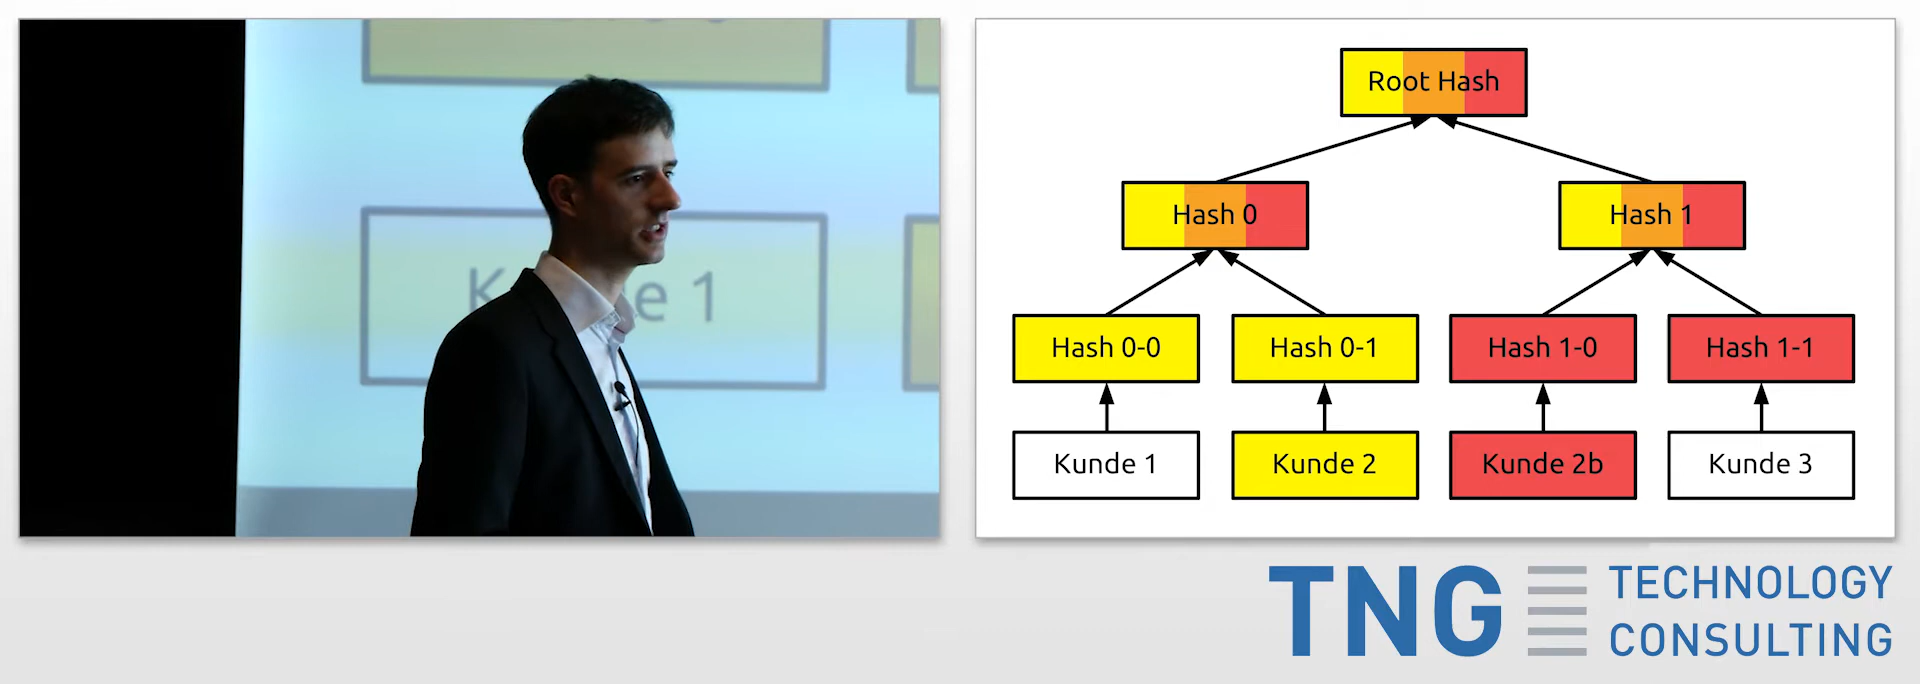 K de 1
Root Hash
Hash 0
Hash 1
Hash 0-0
Hash 0-1
Hash 1-0
Hash 1-1
Kunde 1
Kunde 2
Kunde 2b
Kunde 3
TNG
TECHNOLOGY
CONSULTING